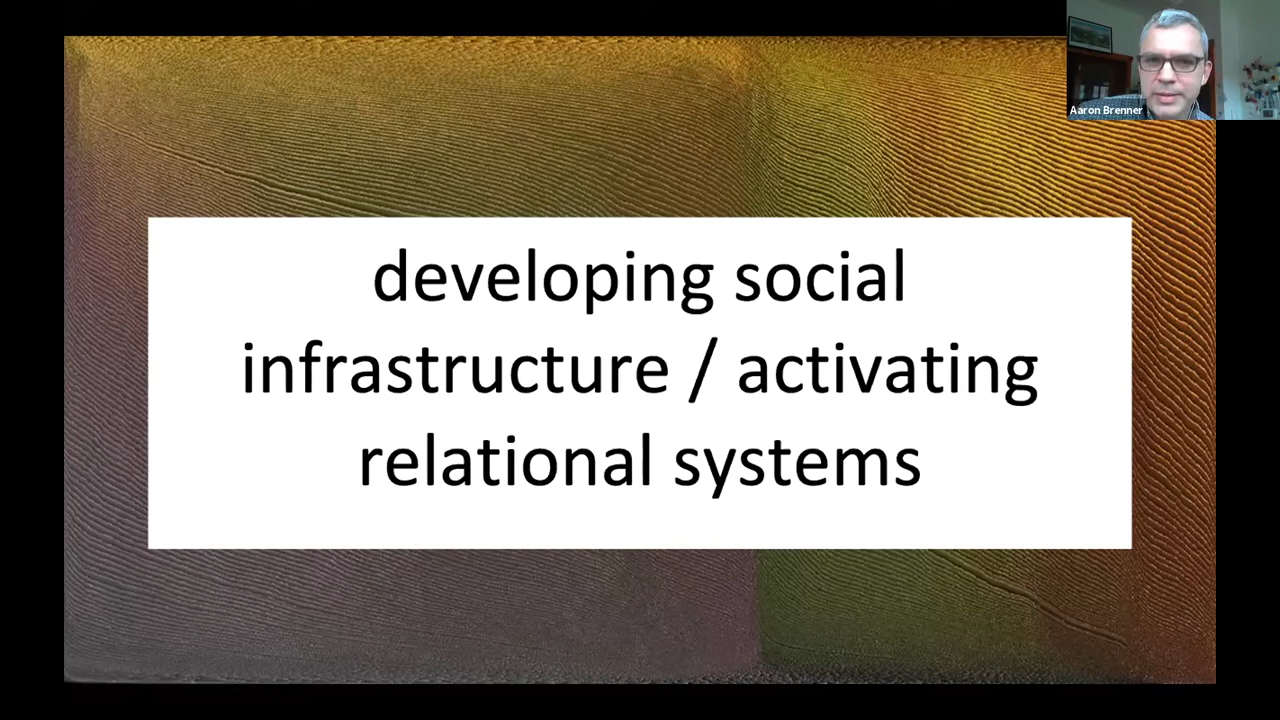 Aaron Brenner
developing social
infrastructure / activating
relational systems